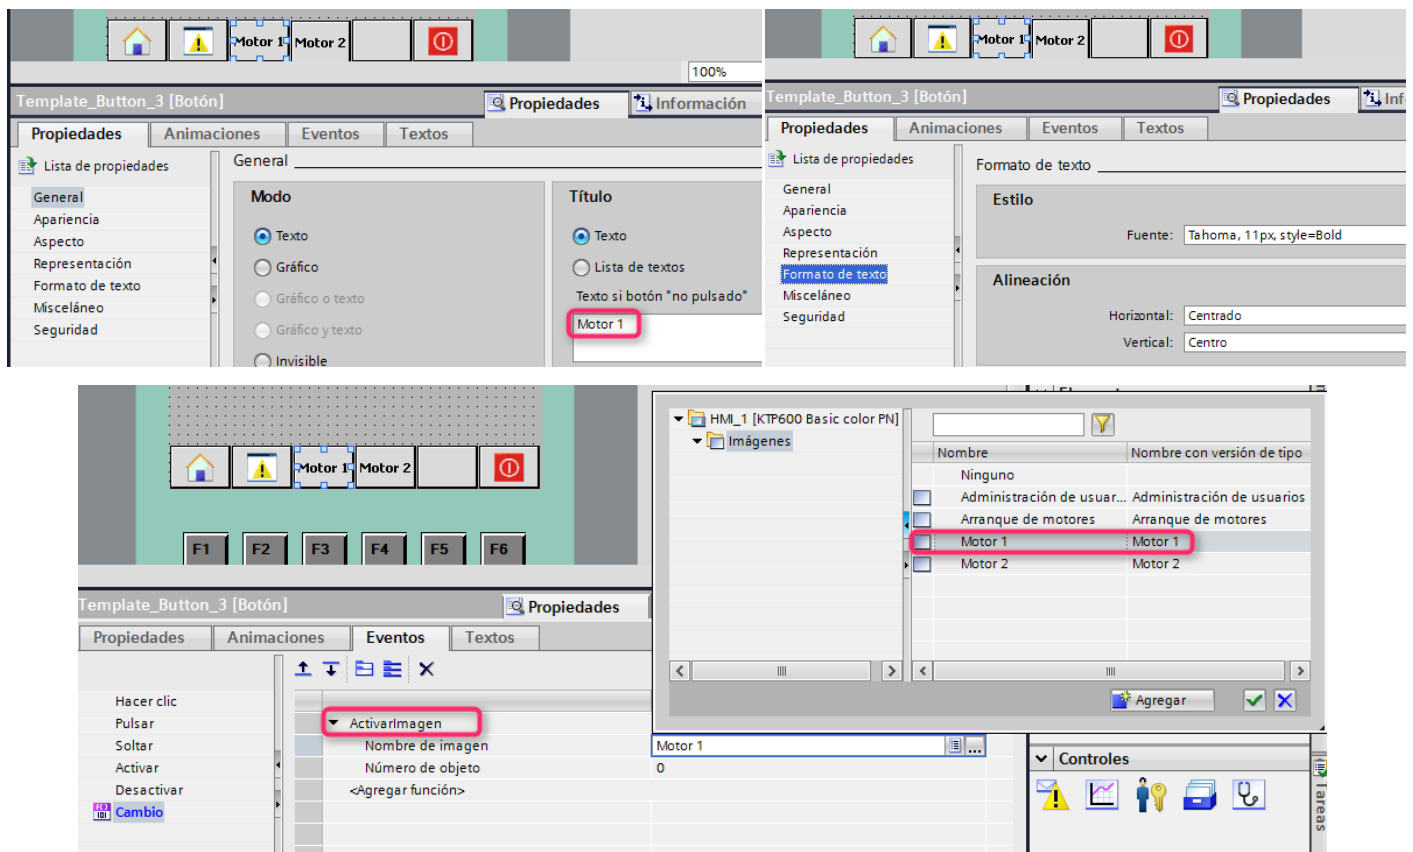 Motor 1 Motor 2
100%
Template_Button_3 [Botón]
Propiedades Información
Propiedades Animaciones Eventos Textos
Lista de propiedades
General
Apariencia
Aspecto
Representación
Formato de texto
Misceláneo
Seguridad
General
Modo
Texto
Gráfico
Gráfico o texto
Gráfico y texto
Invisible
Título
Texto
Lista de textos
Texto si botón "no pulsado"
Motor 1
Motor 1 Motor 2
Template_Button_3 [Botón]
Propiedades
Propiedades Animaciones Eventos Textos
Lista de propiedades
General
Apariencia
Aspecto
Representación
Formato de texto
Misceláneo
Seguridad
Formato de texto
Estilo
Fuente: Tahoma, 11px, style=Bold
Alineación
Horizontal: Centrado
Vertical: Centro
Motor 1 Motor 2
F1 F2 F3 F4 F5 F6
Template_Button_3 [Botón]
Propiedades
Propiedades Animaciones Eventos Textos
Hacer clic
Pulsar
Soltar
Activar
Desactivar
Cambio
ActivarImagen
Nombre de imagen Motor 1
Número de objeto 0
<Agregar función>
HMI_1 [KTP600 Basic color PN]
Imágenes
Nombre Nombre con versión de tipo
Ninguno
Administración de usuar... Administración de usuarios
Arranque de motores Arranque de motores
Motor 1 Motor 1
Motor 2 Motor 2
Agregar
Controles
Tareas